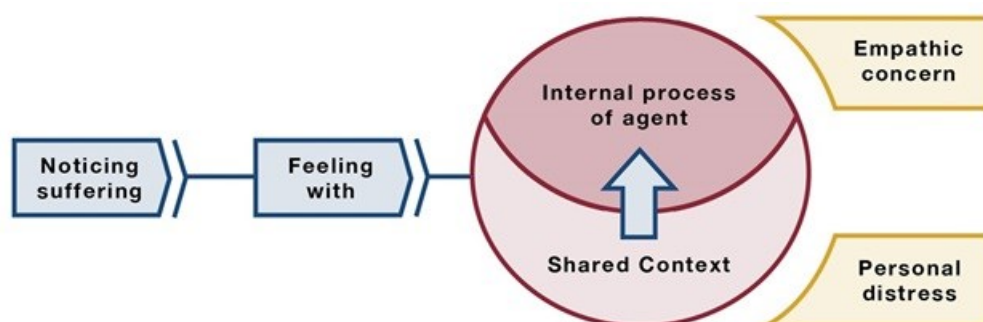 Noticing
suffering
Feeling
with
Internal process
of agent
Shared Context
Empathic
concern
Personal
distress